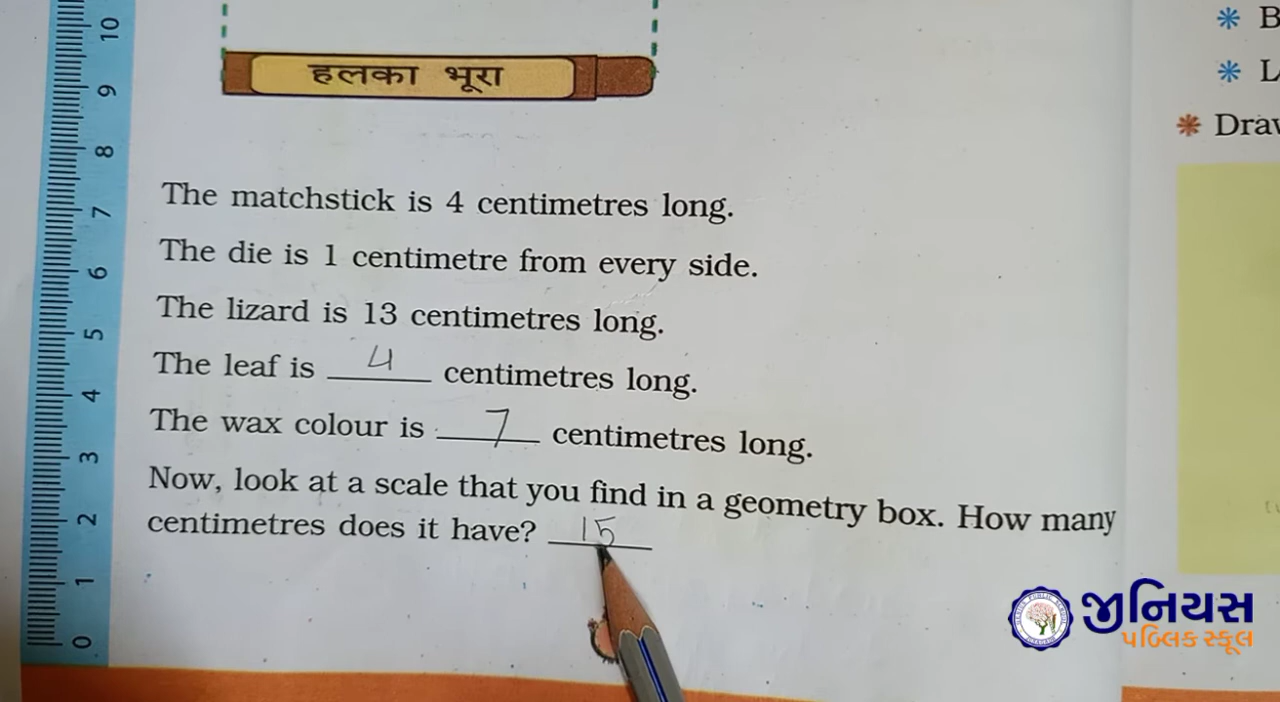 10
9
8
7
6
5
4
3
2
1
0
हलका भूरा
The matchstick is 4 centimetres long.
The die is 1 centimetre from every side.
The lizard is 13 centimetres long.
The leaf is 4 centimetres long.
The wax colour is 7 centimetres long.
Now, look at a scale that you find in a geometry box. How many
centimetres does it have? 15
B
L
Draw
જીનિયસ
પબ્લિક સ્કૂલ